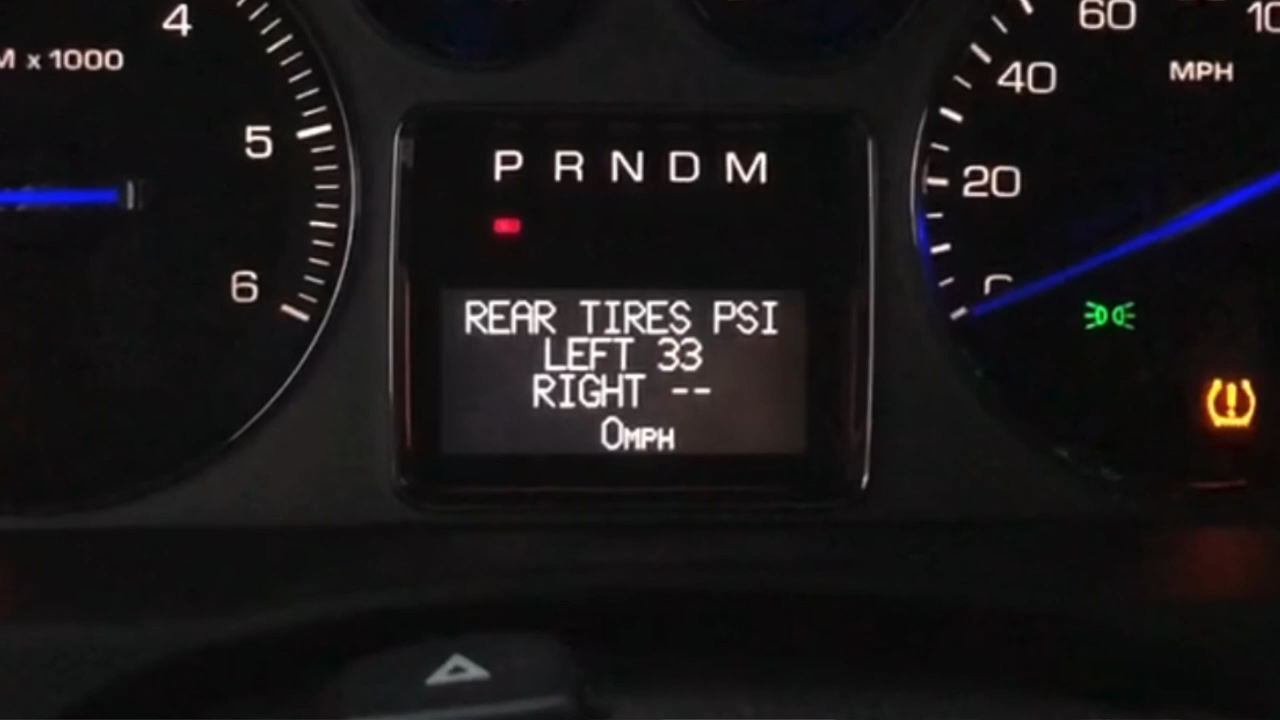 4
M x 1000
5
6
P R N D M
REAR TIRES PSI
LEFT 33
RIGHT --
0MPH
60
10
40
MPH
20